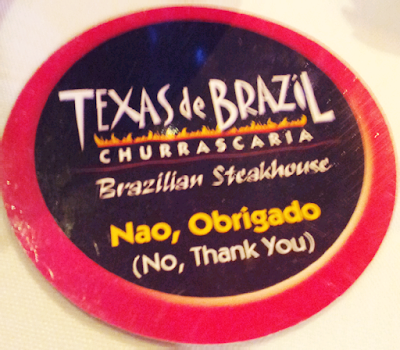 TEXAS de BRAZIL
CHURRASCARIA
Brazilian Steakhouse
Nao, Obrigado
(No, Thank You)